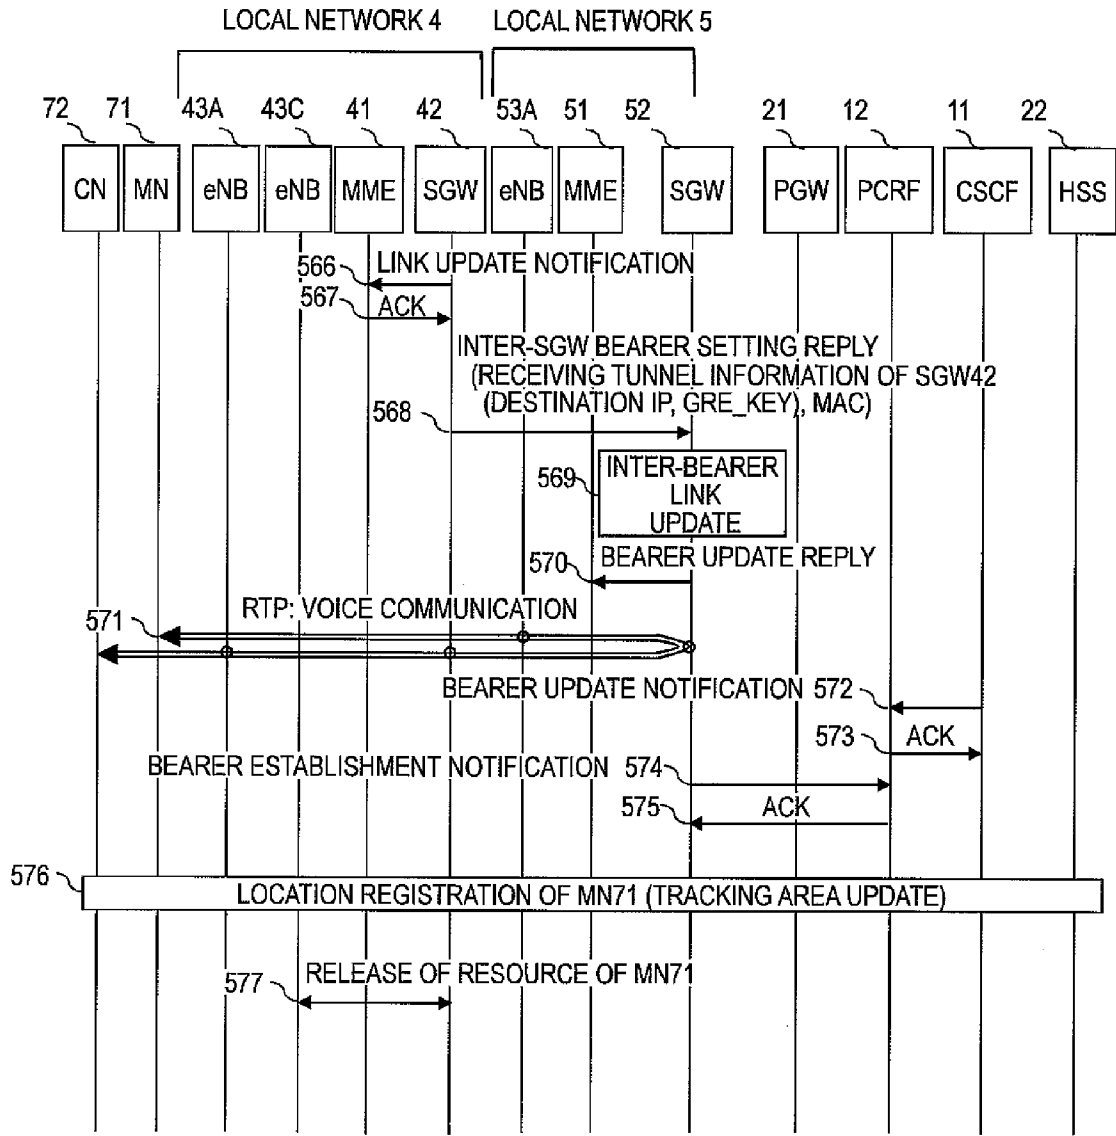 LOCAL NETWORK 4
LOCAL NETWORK 5
72
71
43A
43C
41
42
53A
51
52
21
12
11
22
CN
MN
eNB
eNB
MME
SGW
eNB
MME
SGW
PGW
PCRF
CSCF
HSS
566
LINK UPDATE NOTIFICATION
567
ACK
INTER-SGW BEARER SETTING REPLY
(RECEIVING TUNNEL INFORMATION OF SGW42
(DESTINATION IP, GRE_KEY), MAC)
568
569
INTER-BEARER
LINK
UPDATE
570
BEARER UPDATE REPLY
571
RTP: VOICE COMMUNICATION
BEARER UPDATE NOTIFICATION
572
573
ACK
BEARER ESTABLISHMENT NOTIFICATION
574
575
ACK
576
LOCATION REGISTRATION OF MN71 (TRACKING AREA UPDATE)
577
RELEASE OF RESOURCE OF MN71